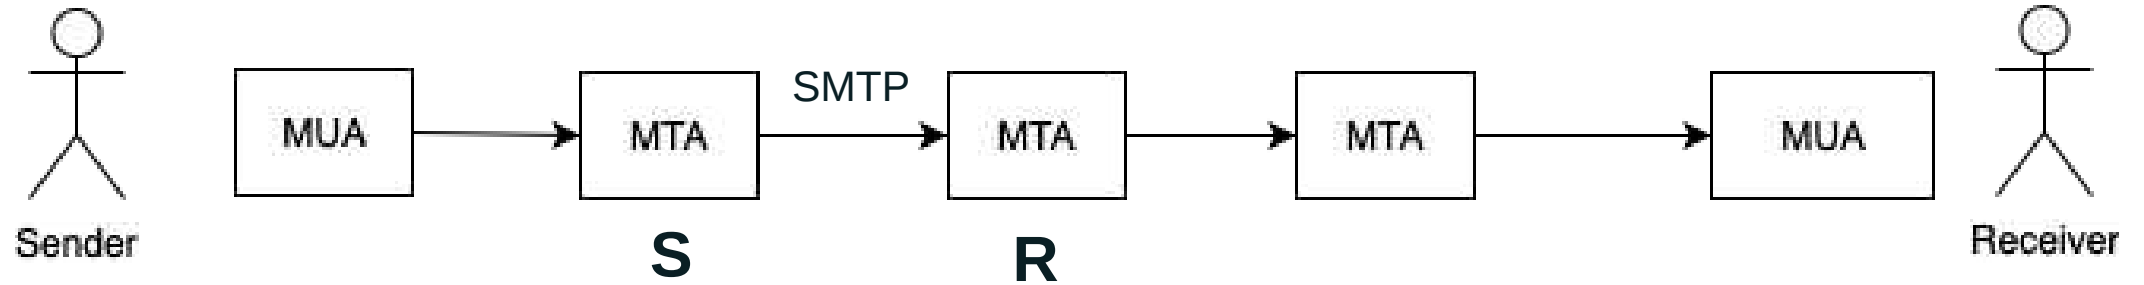 SMTP
MUA
MTA
MTA
MTA
MUA
Sender
S
R
Receiver